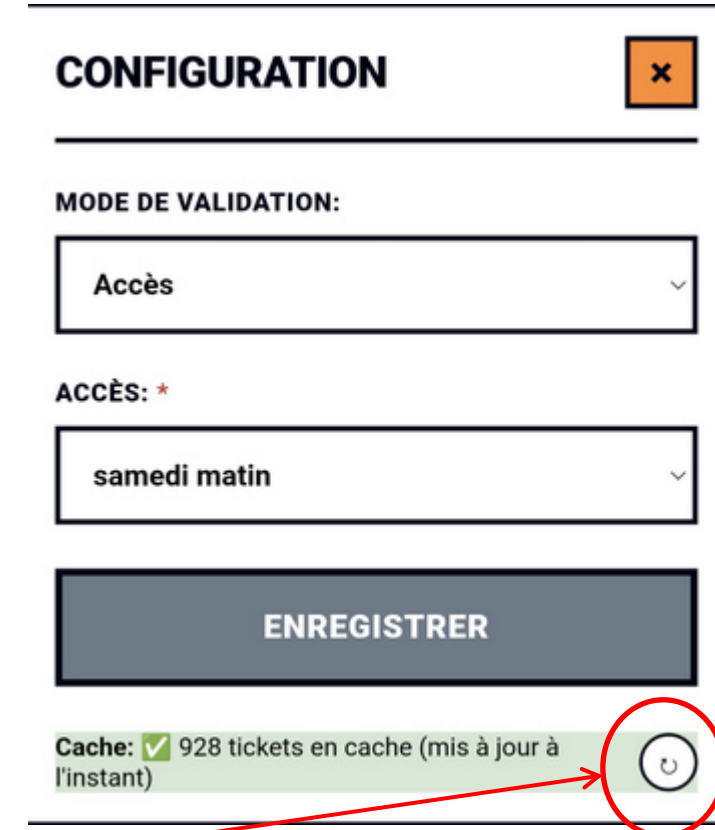 CONFIGURATION
MODE DE VALIDATION:
Accès
ACCÈS: *
samedi matin
ENREGISTRER
Cache: ✅ 928 tickets en cache (mis à jour à
l'instant)